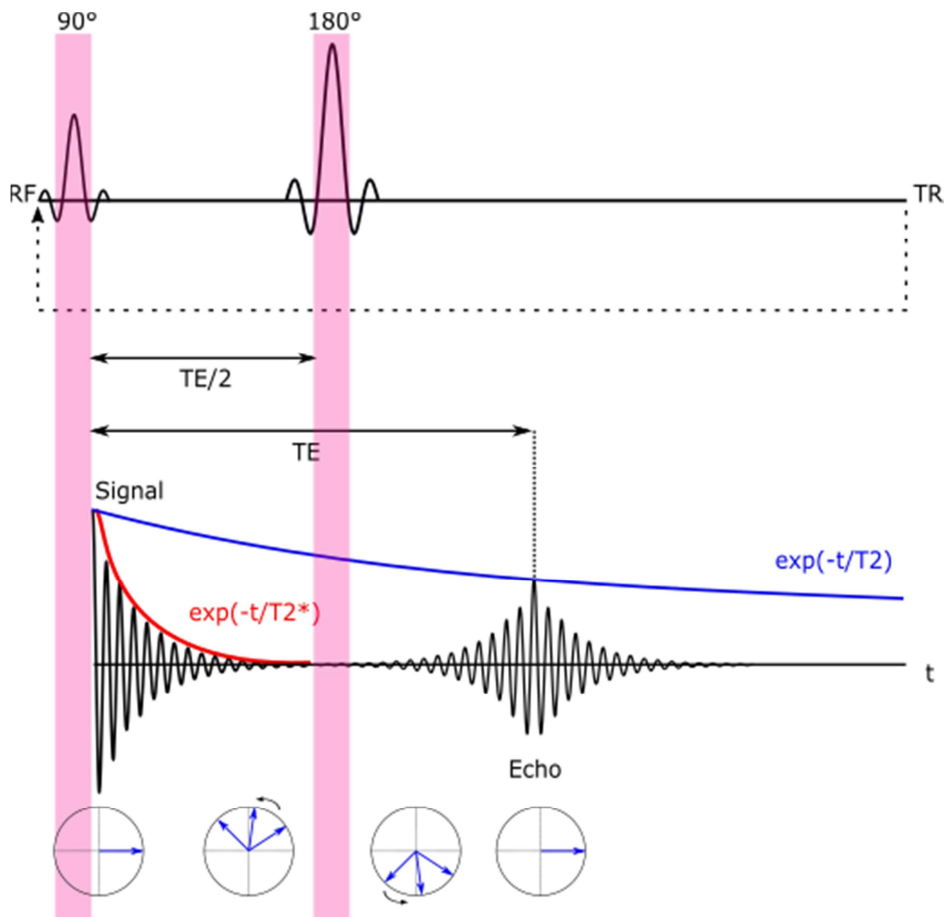 90° 180°
RF TR
TE/2
TE
Signal
exp(-t/T2)
exp(-t/T2*)
t
Echo